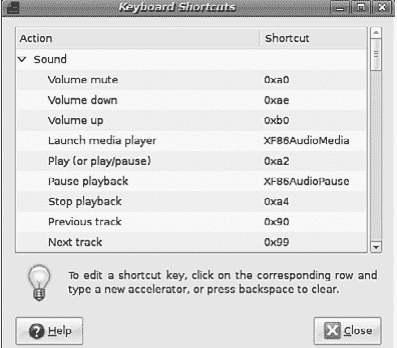 Keyboard Shortcuts
Action Shortcut
Sound
Volume mute 0xa0
Volume down 0xae
Volume up 0xb0
Launch media player XF86AudioMedia
Play (or play/pause) 0xa2
Pause playback XF86AudioPause
Stop playback 0xa4
Previous track 0x90
Next track 0x99
To edit a shortcut key, click on the corresponding row and
type a new accelerator, or press backspace to clear.
Help Close